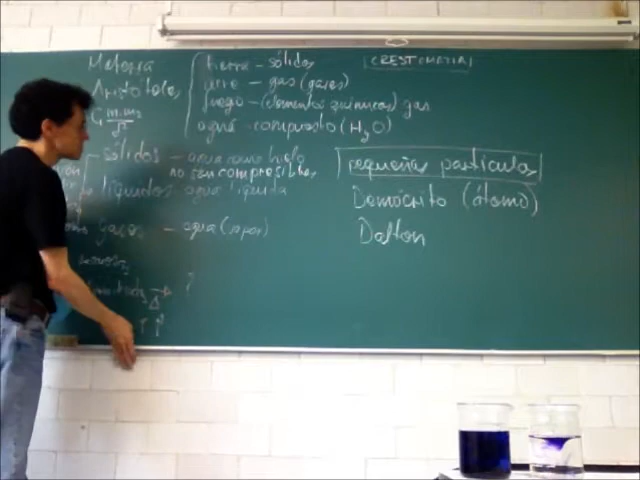 Materia
Aristóteles
tierra - sólidos
aire - gas (gases)
fuego - (elementos químicos) gas
agua - compuesto (H2O)
CRESTOMATIA
sólidos - agua como hielo
no son compresibles
líquidos - agua líquida
gases - agua (vapor)
pequeñas partículas
Demócrito (átomo)
Dalton